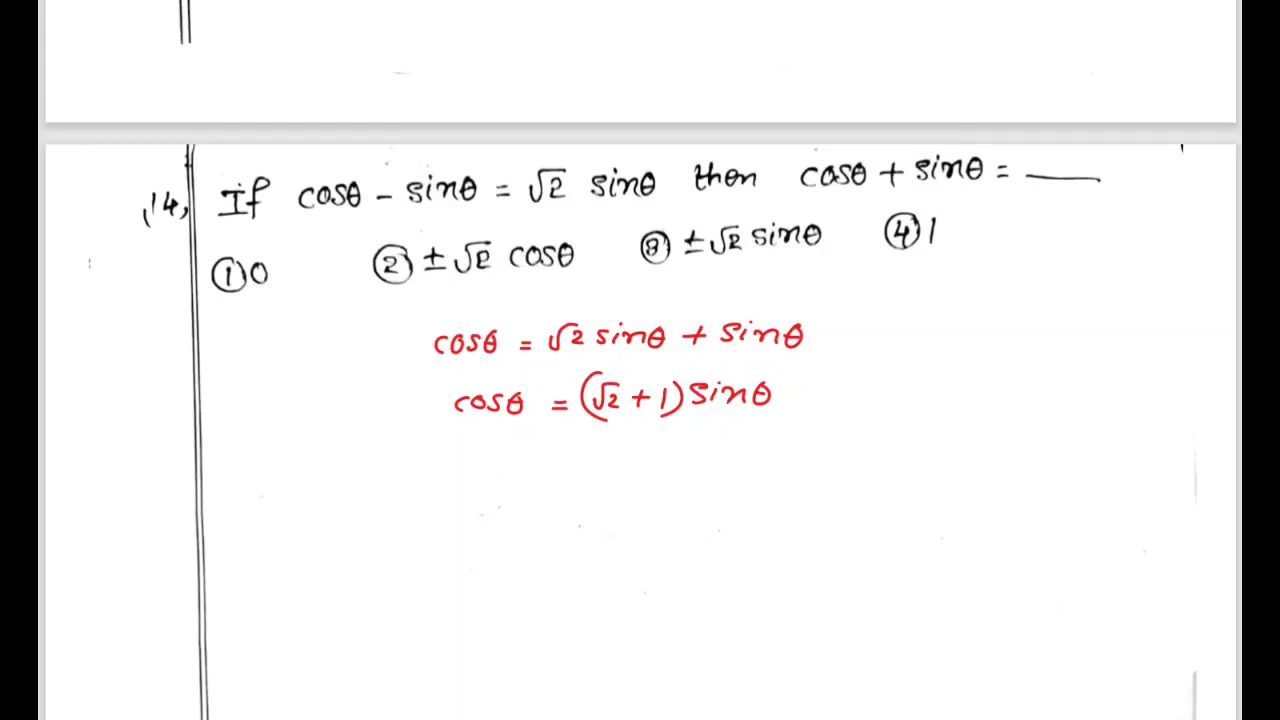 14, If cosθ - sinθ = √2 sinθ then cosθ + sinθ = ____
① 0 ② ±√2 cosθ ③ ±√2 sinθ ④ 1
cosθ = √2 sinθ + sinθ
cosθ = (√2 + 1) sinθ